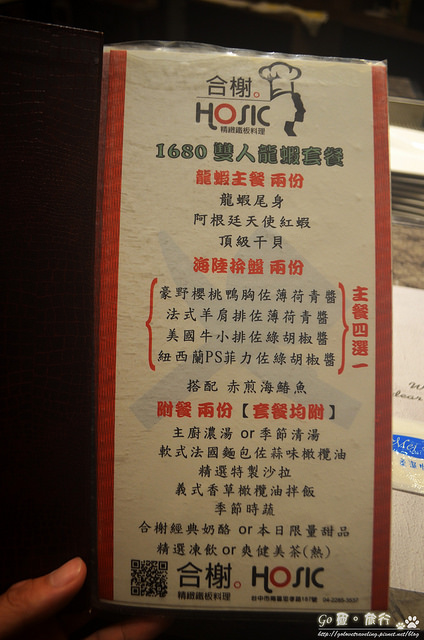 合榭。
HOSIC
精緻鐵板料理
1680 雙人龍蝦套餐
龍蝦主餐 兩份
龍蝦尾身
阿根廷天使紅蝦
頂級干貝
海陸拚盤 兩份
豪野櫻桃鴨胸佐薄荷青醬
法式羊肩排佐薄荷青醬
美國牛小排佐綠胡椒醬
紐西蘭PS菲力佐綠胡椒醬
主餐四選一
搭配 赤煎海鱺魚
附餐 兩份【套餐均附】
主廚濃湯 or 季節清湯
軟式法國麵包佐蒜味橄欖油
精選特製沙拉
義式香草橄欖油拌飯
季節時蔬
合榭經典奶酪 or 本日限量甜品
精選凍飲 or 爽健美茶(熱)
合榭。HOSIC
精緻鐵板料理
Go 靈。旅行